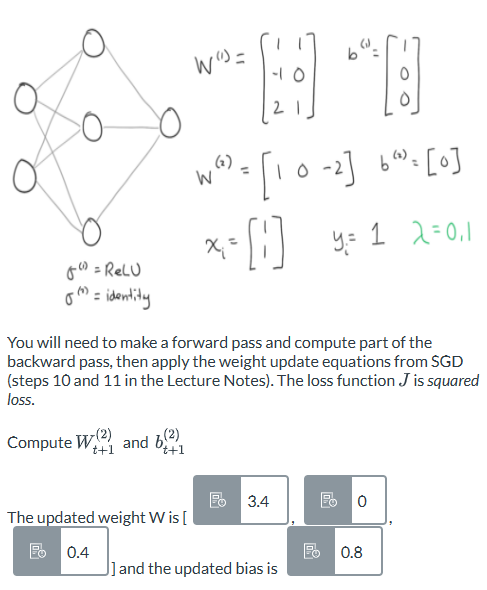 W⁽¹⁾ = [1 1; -1 0; 2 1] b⁽¹⁾ = [1; 0; 0]
W⁽²⁾ = [1 0 -2] b⁽²⁾ = [0]
xᵢ = [1; 1] yᵢ = 1 λ = 0,1
σ⁽¹⁾ = ReLU
σ⁽ⁿ⁾ = identity
You will need to make a forward pass and compute part of the
backward pass, then apply the weight update equations from SGD
(steps 10 and 11 in the Lecture Notes). The loss function J is squared
loss.
Compute W⁽²⁾ₜ₊₁ and b⁽²⁾ₜ₊₁
The updated weight W is [ 3.4 , 0 ,
0.4 ] and the updated bias is 0.8